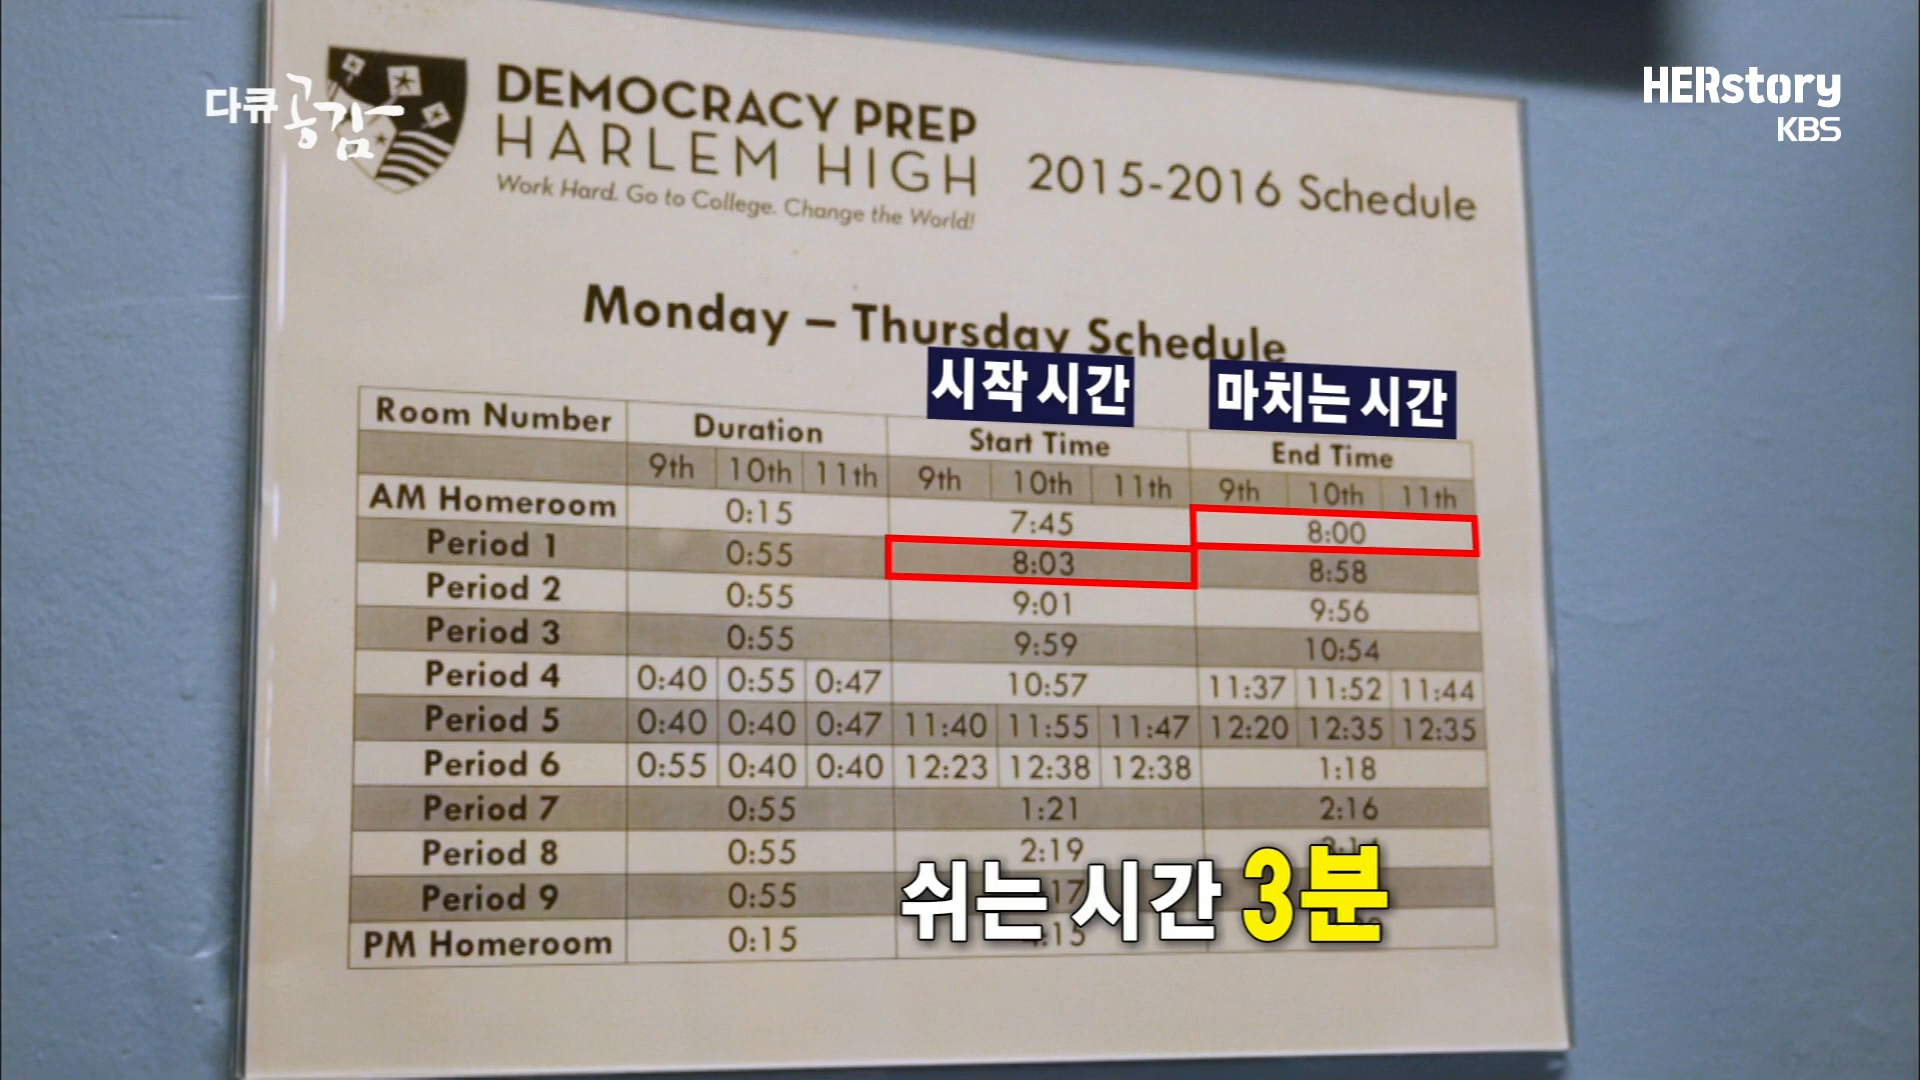 다큐 공감
HERstory
KBS
DEMOCRACY PREP
HARLEM HIGH
Work Hard. Go to College. Change the World!
2015-2016 Schedule
Monday – Thursday Schedule
시작 시간 마치는 시간
Room Number Duration Start Time End Time
9th 10th 11th 9th 10th 11th 9th 10th 11th
AM Homeroom 0:15 7:45 8:00
Period 1 0:55 8:03 8:58
Period 2 0:55 9:01 9:56
Period 3 0:55 9:59 10:54
Period 4 0:40 0:55 0:47 10:57 11:37 11:52 11:44
Period 5 0:40 0:40 0:47 11:40 11:55 11:47 12:20 12:35 12:35
Period 6 0:55 0:40 0:40 12:23 12:38 12:38 1:18
Period 7 0:55 1:21 2:16
Period 8 0:55 2:19
Period 9 0:55
PM Homeroom 0:15
쉬는 시간 3분